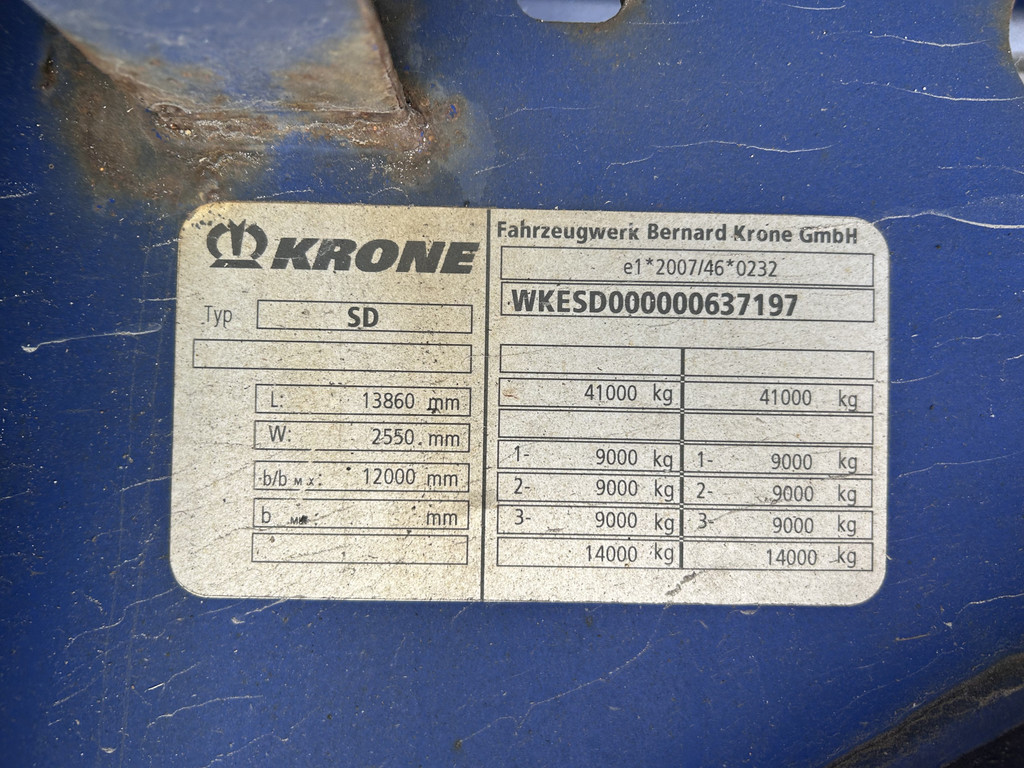 KRONE
Typ SD
L: 13860 mm
W: 2550 mm
b/b M X: 12000 mm
b mm
Fahrzeugwerk Bernard Krone GmbH
e1*2007/46*0232
WKESD000000637197
41000 kg 41000 kg
1- 9000 kg 1- 9000 kg
2- 9000 kg 2- 9000 kg
3- 9000 kg 3- 9000 kg
14000 kg 14000 kg